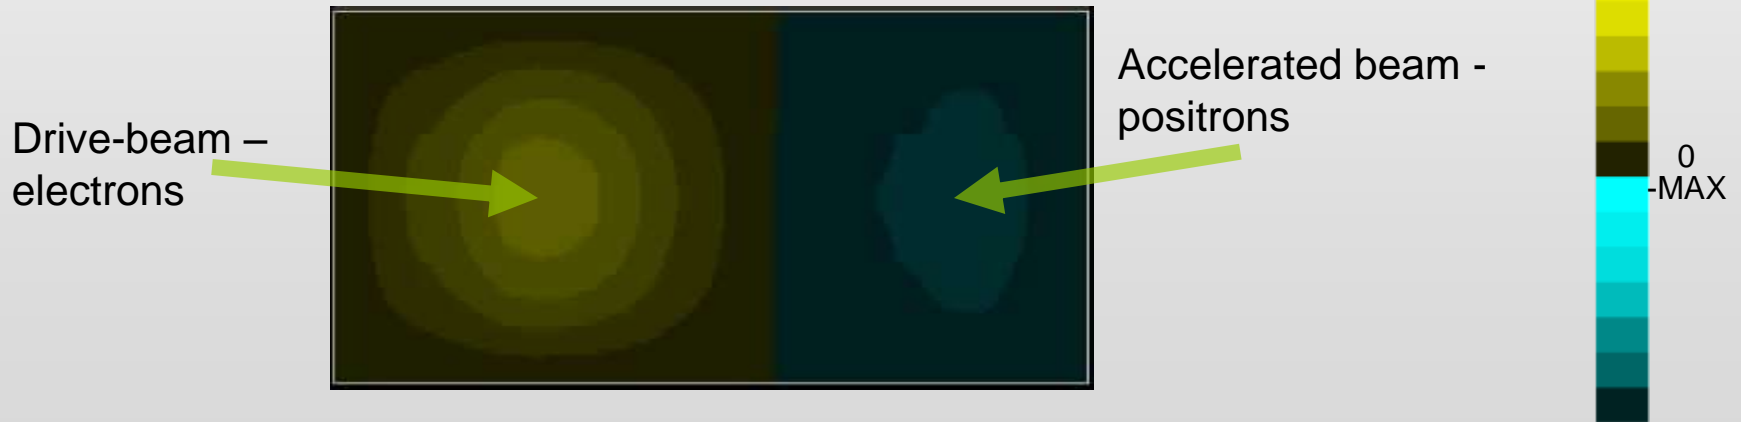 Drive-beam –
electrons
Accelerated beam -
positrons
0
-MAX